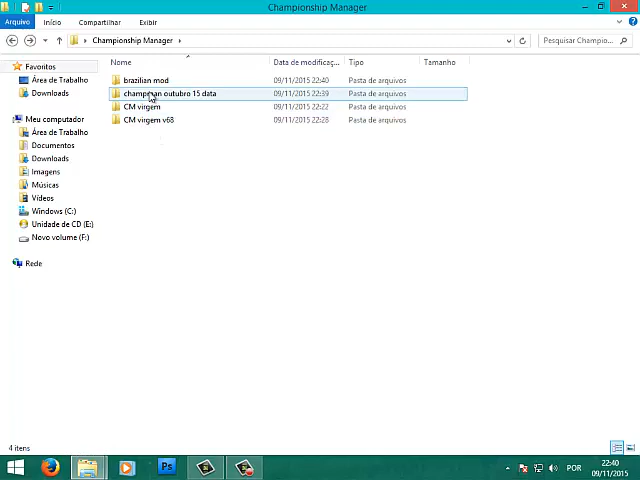 Championship Manager
Arquivo Início Compartilhar Exibir
Championship Manager
Pesquisar Champio...
Favoritos
Área de Trabalho
Downloads
Meu computador
Área de Trabalho
Documentos
Downloads
Imagens
Músicas
Vídeos
Windows (C:)
Unidade de CD (E:)
Novo volume (F:)
Rede
Nome Data de modificaç... Tipo Tamanho
brazilian mod 09/11/2015 22:40 Pasta de arquivos
outubro 15 data 09/11/2015 22:39 Pasta de arquivos
CM virgem 09/11/2015 22:22 Pasta de arquivos
CM virgem v68 09/11/2015 22:28 Pasta de arquivos
4 itens
Ps
POR
22:40
09/11/2015